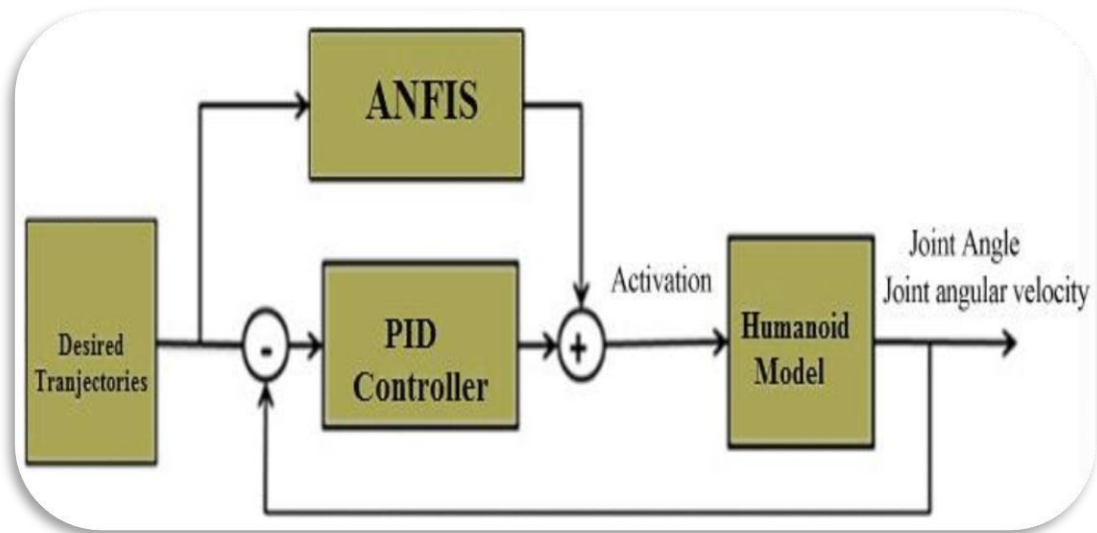 ANFIS
Desired
Tranjectories
-
PID
Controller
+
Activation
Humanoid
Model
Joint Angle
Joint angular velocity